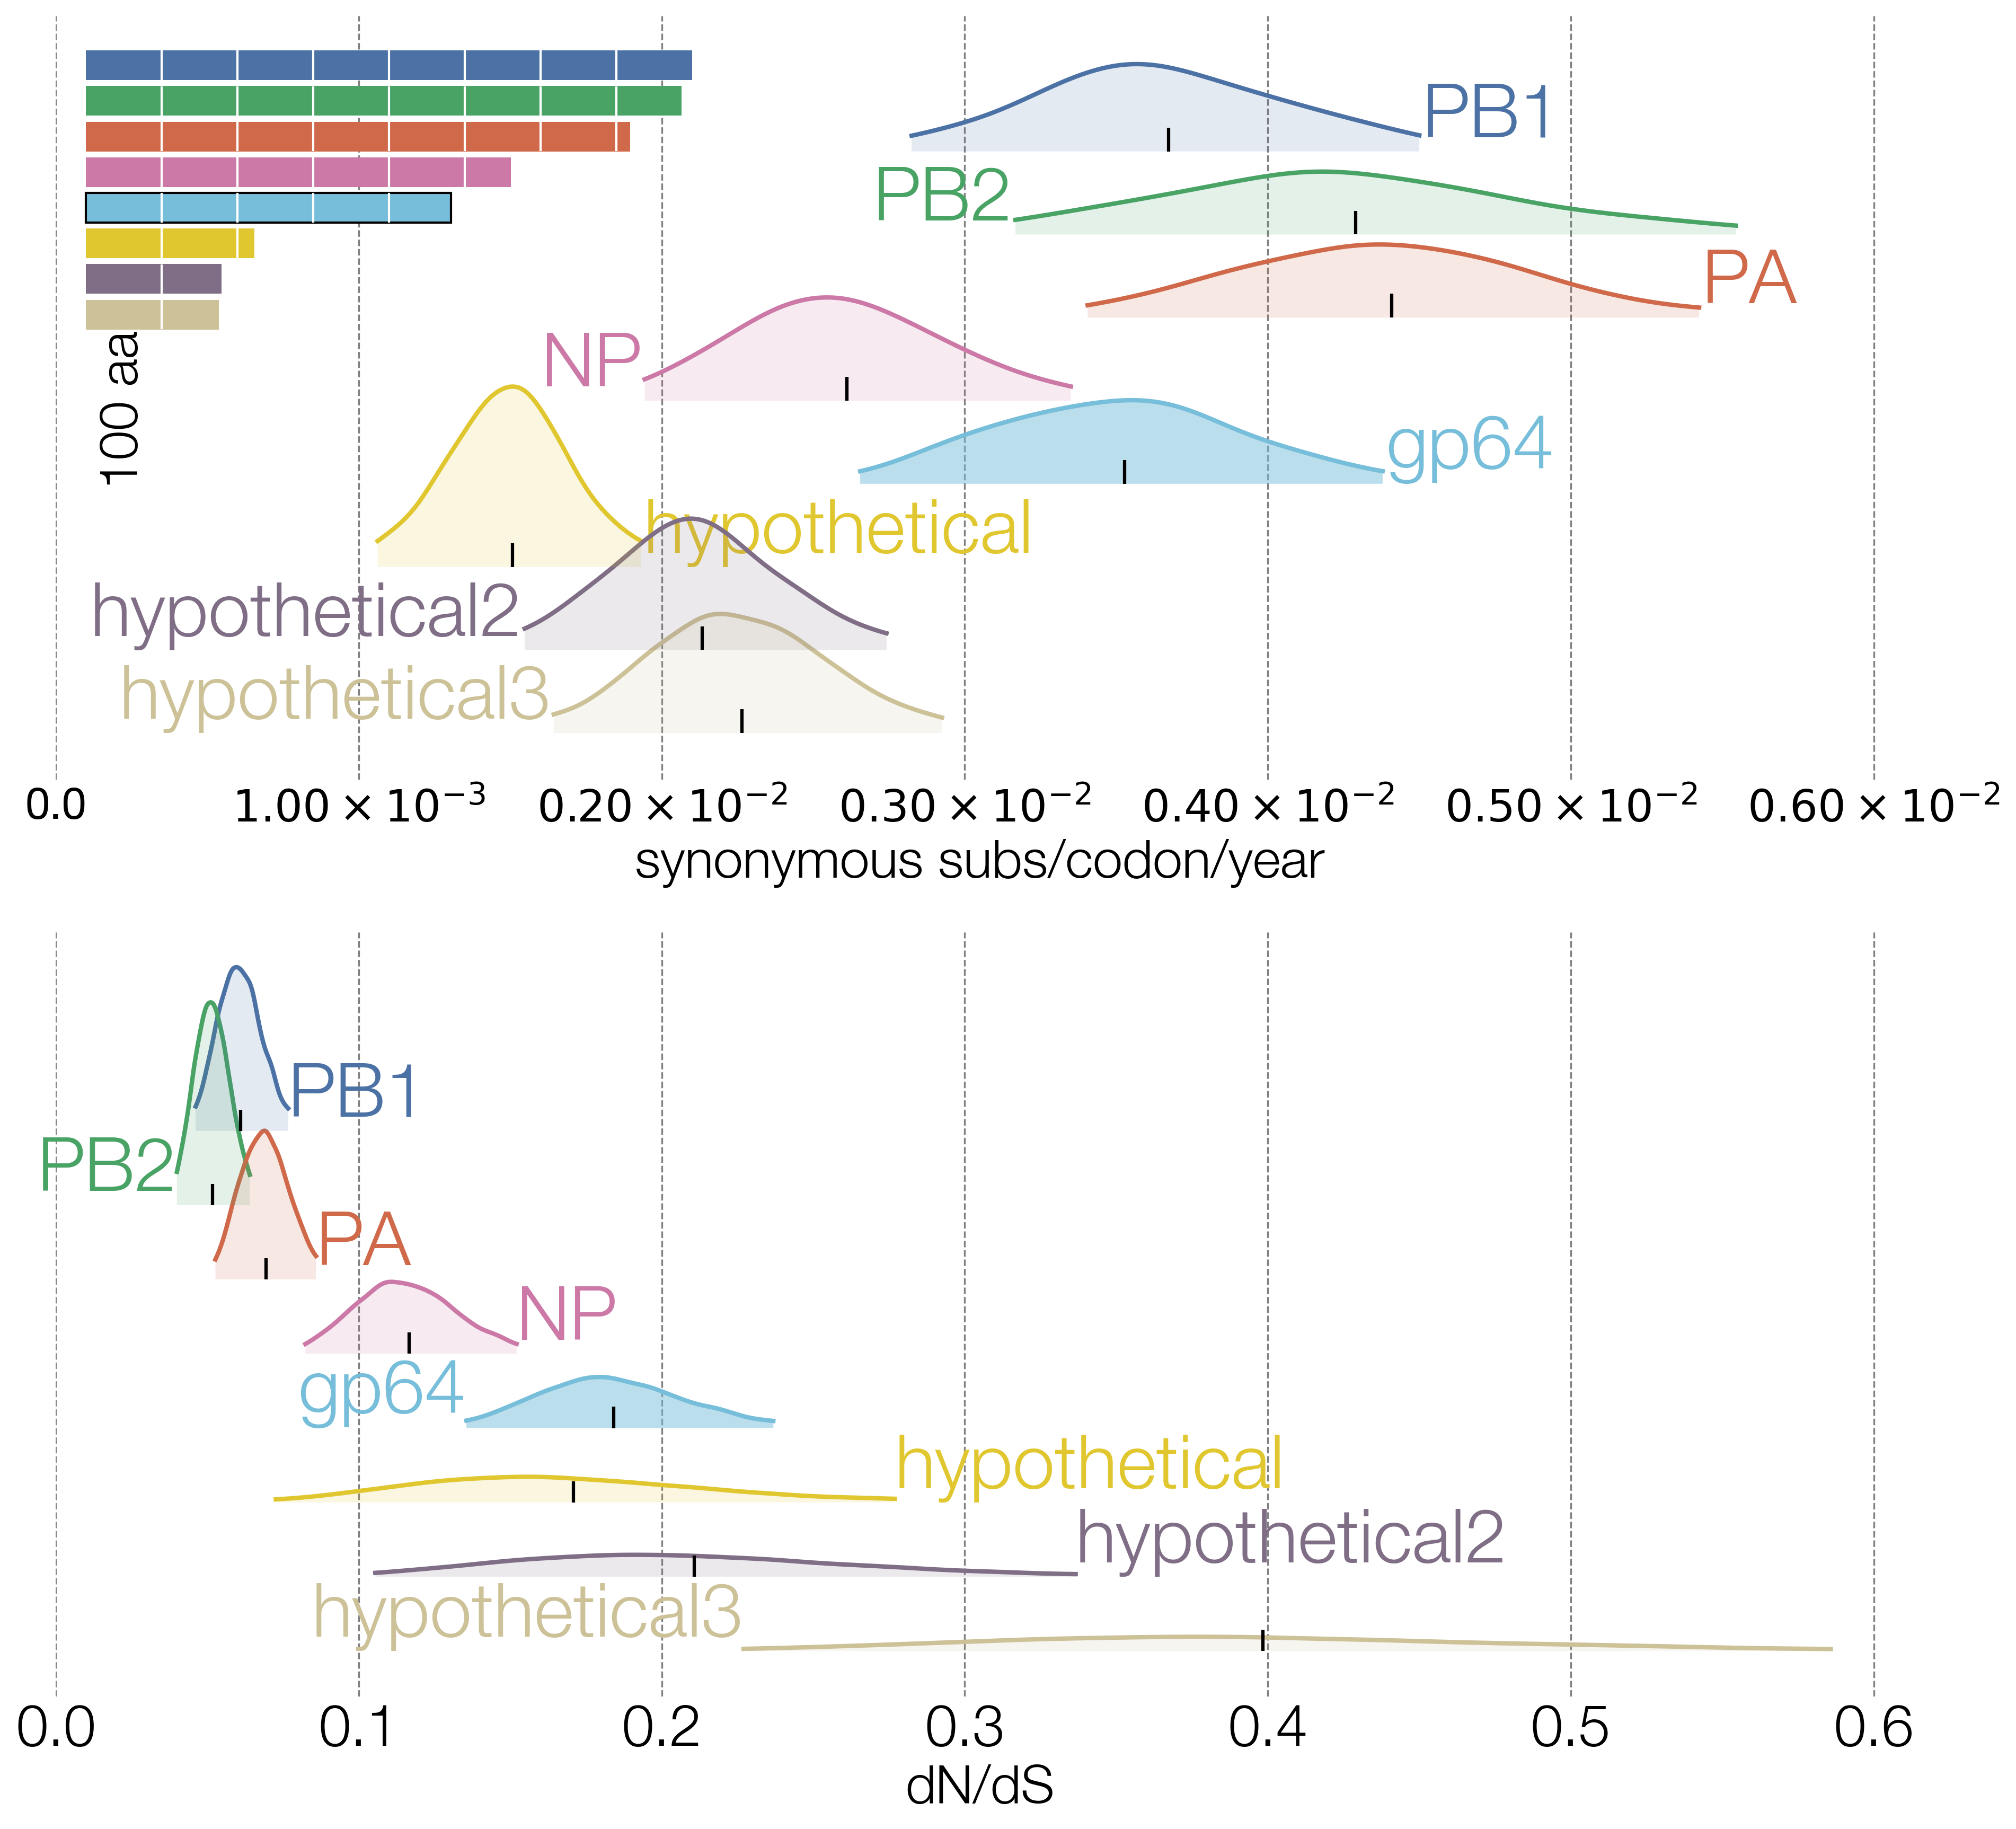 PB1
PB2
PA
NP
100 aa
gp64
hypothetical
hypothetical2
hypothetical3
0.0 1.00 × 10⁻³ 0.20 × 10⁻² 0.30 × 10⁻² 0.40 × 10⁻² 0.50 × 10⁻² 0.60 × 10⁻²
synonymous subs/codon/year
PB1
PB2
PA
NP
gp64
hypothetical
hypothetical2
hypothetical3
0.0 0.1 0.2 0.3 0.4 0.5 0.6
dN/dS